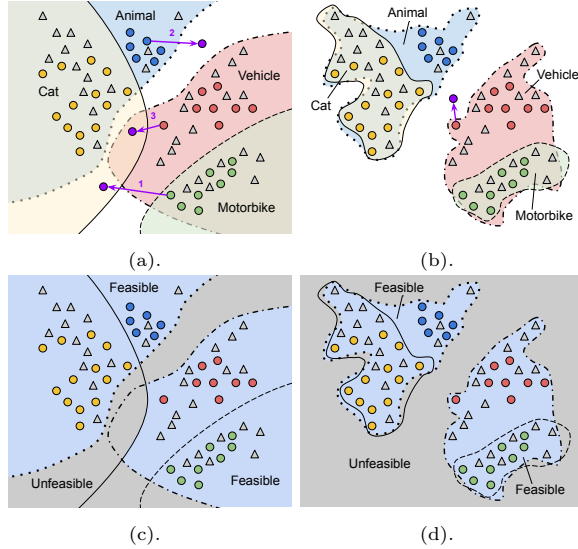 Animal
2
Cat
Vehicle
3
1
Motorbike
(a).
Animal
Cat
Vehicle
Motorbike
(b).
Feasible
Unfeasible
Feasible
(c).
Feasible
Unfeasible
Feasible
(d).